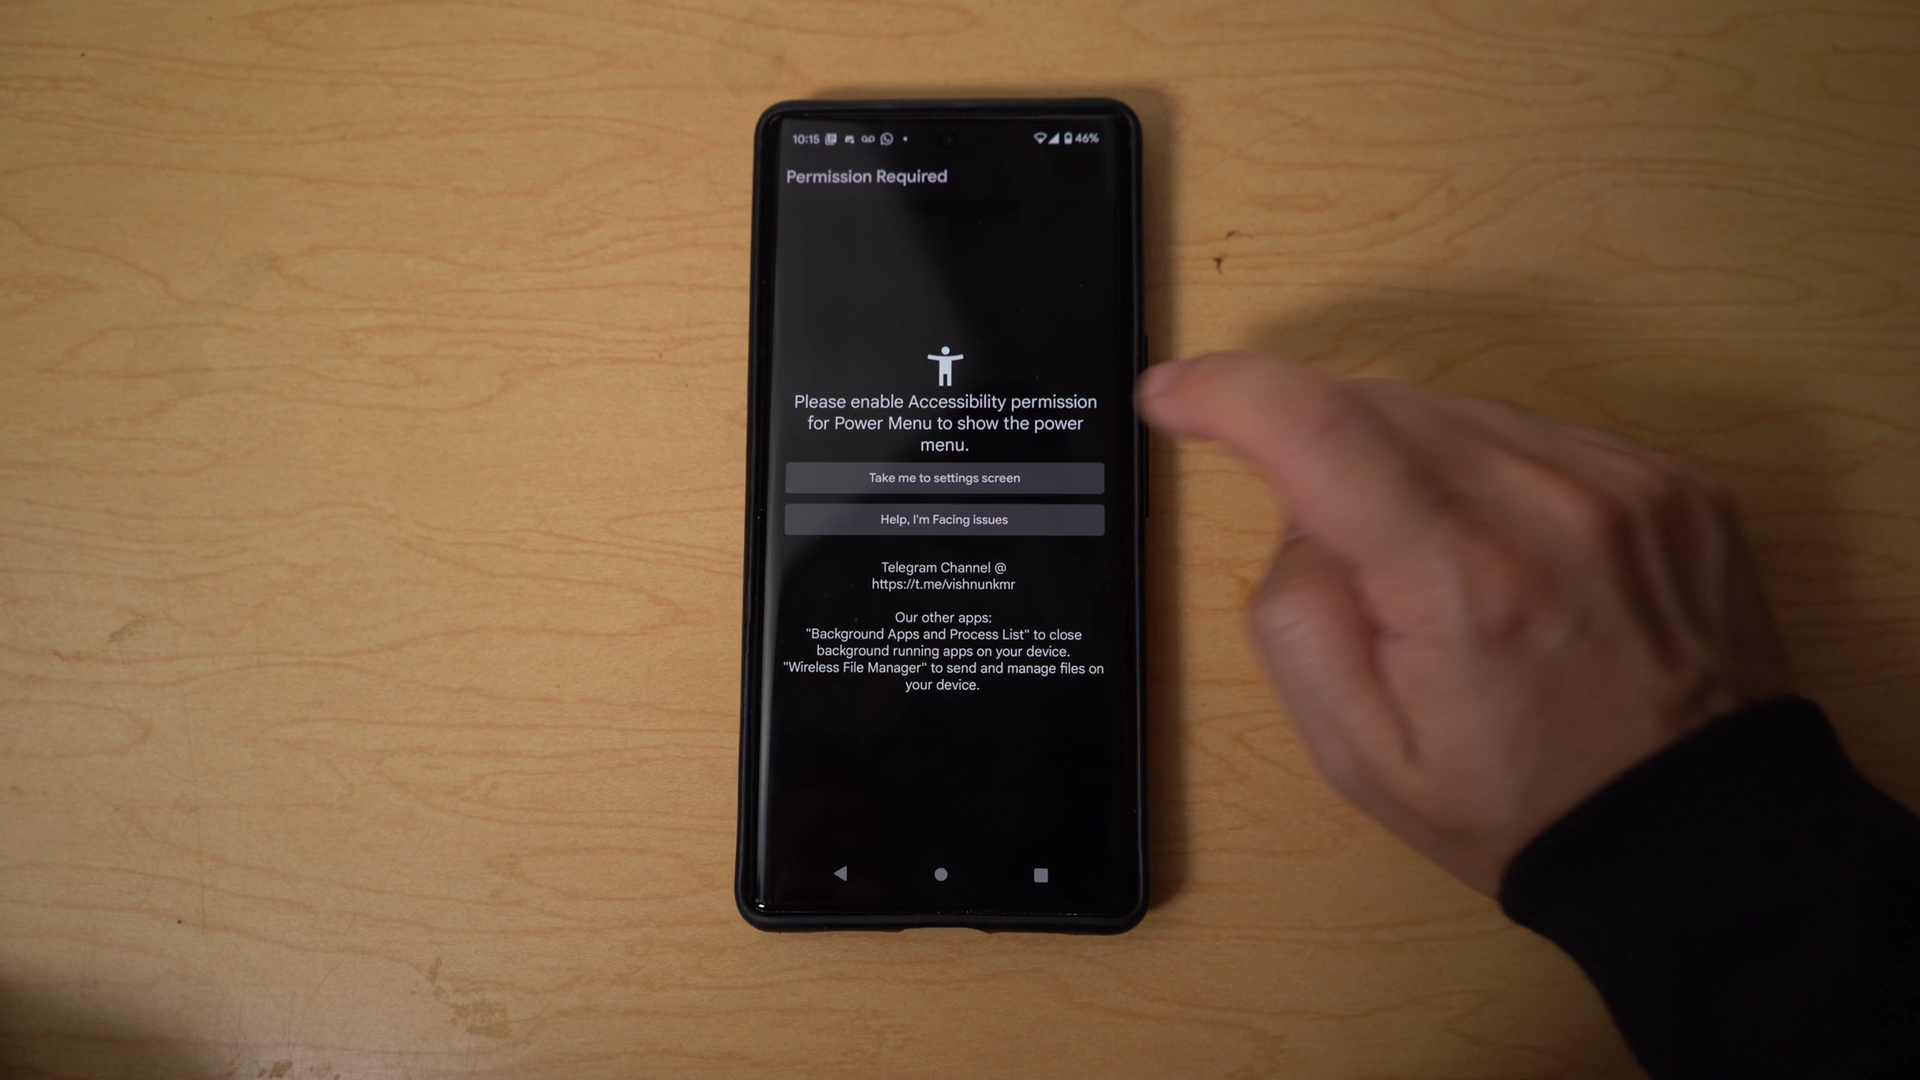 10:15 46%
Permission Required
Please enable Accessibility permission
for Power Menu to show the power
menu.
Take me to settings screen
Help, I'm Facing issues
Telegram Channel @
https://t.me/vishnunkmr
Our other apps:
"Background Apps and Process List" to close
background running apps on your device.
"Wireless File Manager" to send and manage files on
your device.